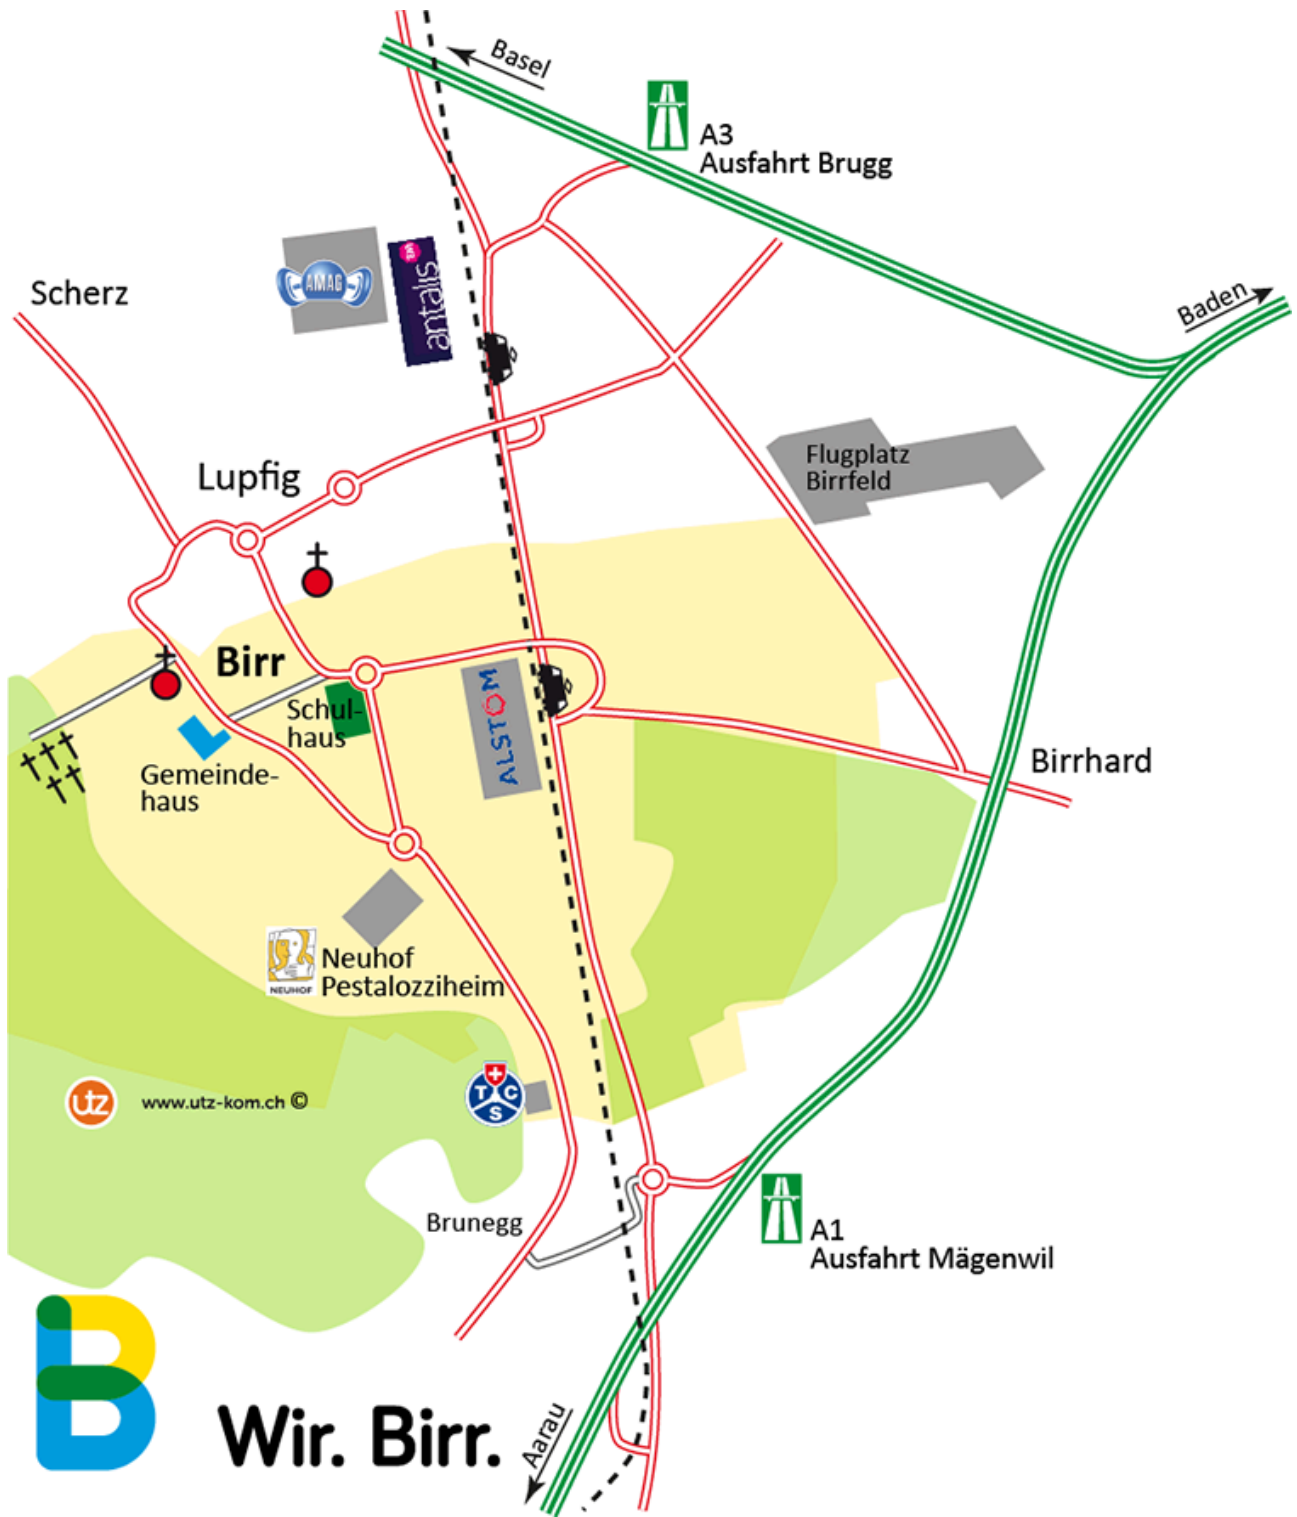 Basel
A3
Ausfahrt Brugg
AMAG
antalis
Scherz
Baden
Flugplatz
Birrfeld
Lupfig
Birr
Schul-
haus
ALSTOM
Gemeinde-
haus
Birrhard
NEUHOF
Neuhof
Pestalozziheim
utz
www.utz-kom.ch ©
T C
S
Brunegg
A1
Ausfahrt Mägenwil
Aarau
B
Wir. Birr.